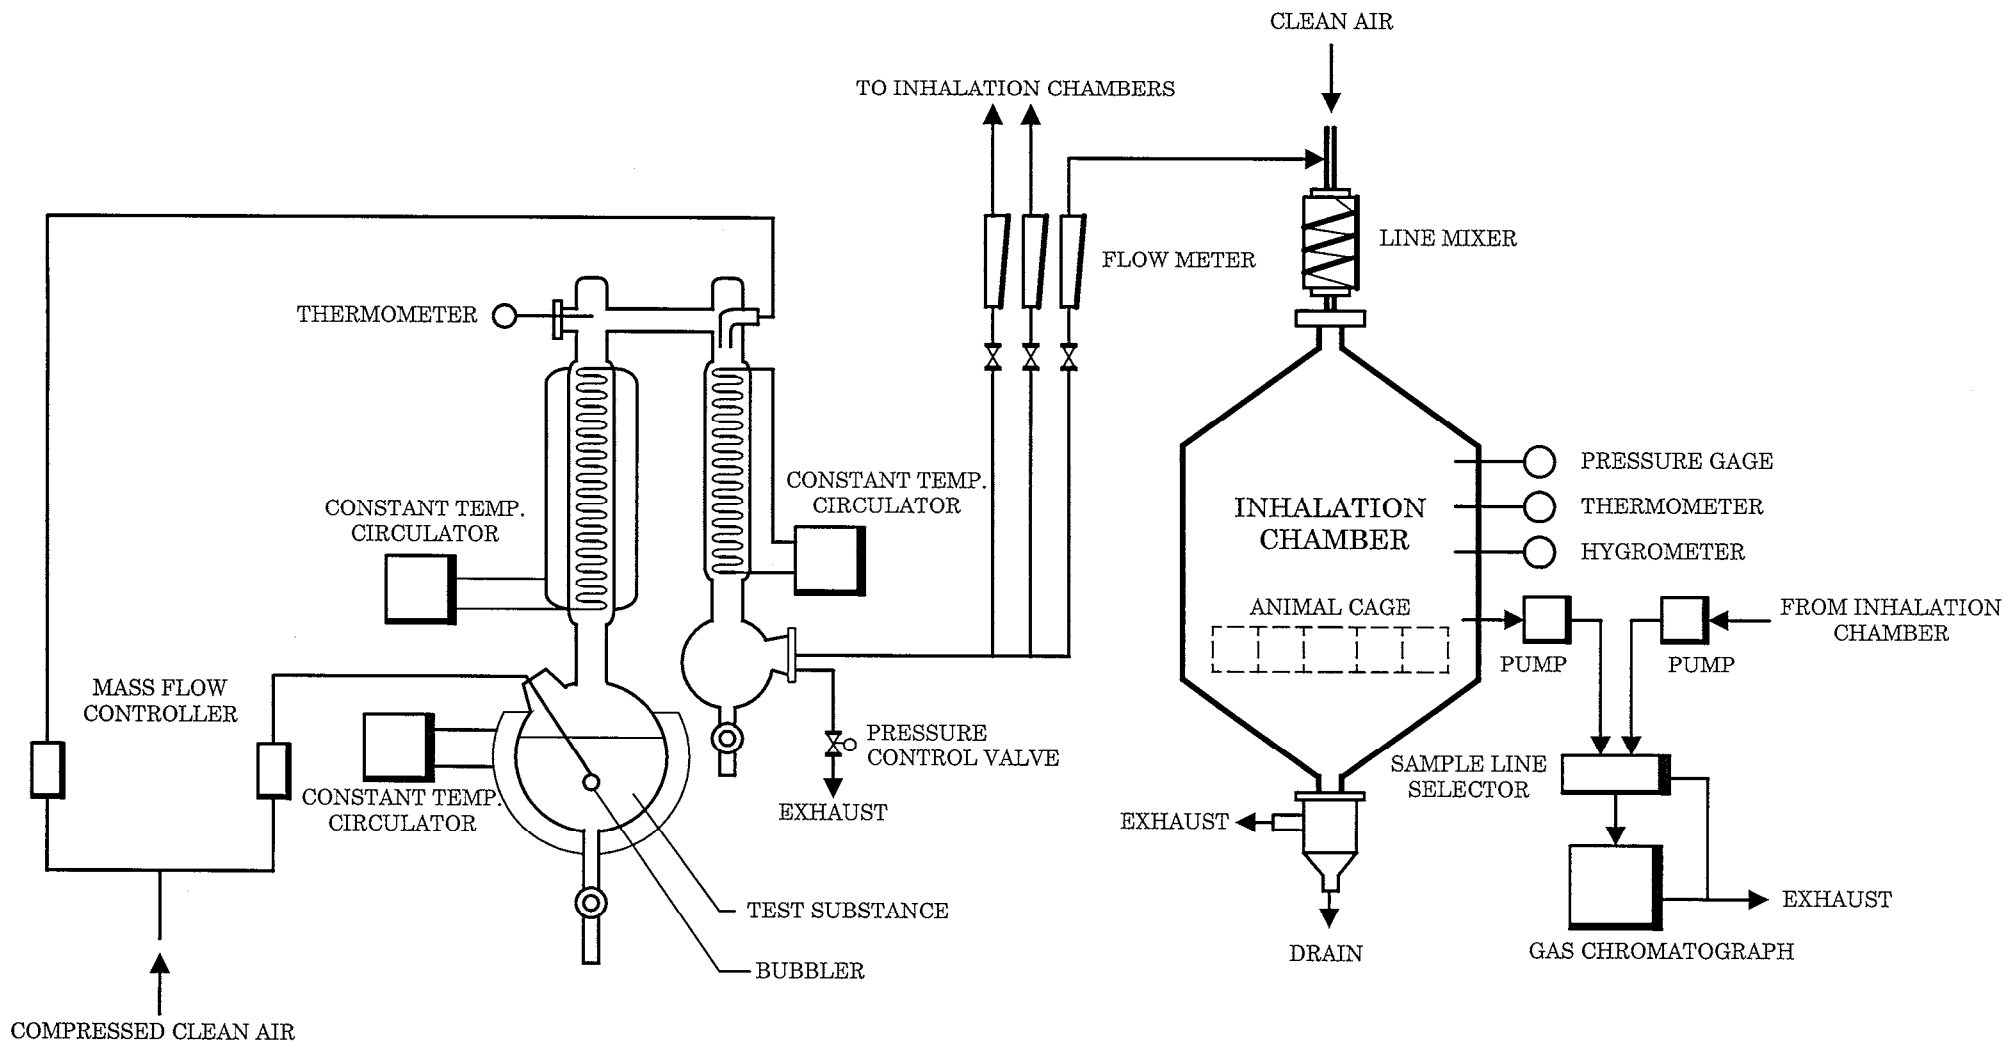 CLEAN AIR
TO INHALATION CHAMBERS
LINE MIXER
FLOW METER
THERMOMETER
CONSTANT TEMP.
CIRCULATOR
CONSTANT TEMP.
CIRCULATOR
PRESSURE GAGE
THERMOMETER
HYGROMETER
INHALATION
CHAMBER
ANIMAL CAGE
FROM INHALATION
CHAMBER
PUMP
PUMP
MASS FLOW
CONTROLLER
PRESSURE
CONTROL VALVE
SAMPLE LINE
SELECTOR
CONSTANT TEMP.
CIRCULATOR
EXHAUST
EXHAUST
TEST SUBSTANCE
EXHAUST
DRAIN
GAS CHROMATOGRAPH
BUBBLER
COMPRESSED CLEAN AIR